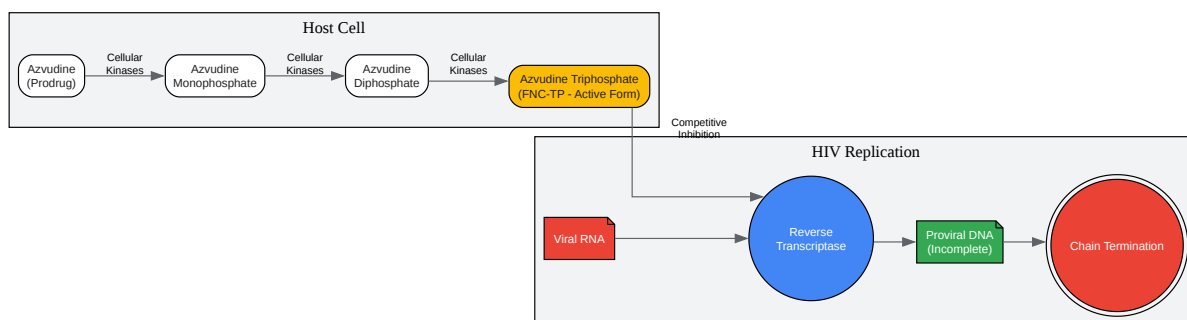 Host Cell
Azvudine
(Prodrug)
Cellular
Kinases
Azvudine
Monophosphate
Cellular
Kinases
Azvudine
Diphosphate
Cellular
Kinases
Azvudine Triphosphate
(FNC-TP - Active Form)
Competitive
Inhibition
HIV Replication
Viral RNA
Reverse
Transcriptase
Proviral DNA
(Incomplete)
Chain Termination